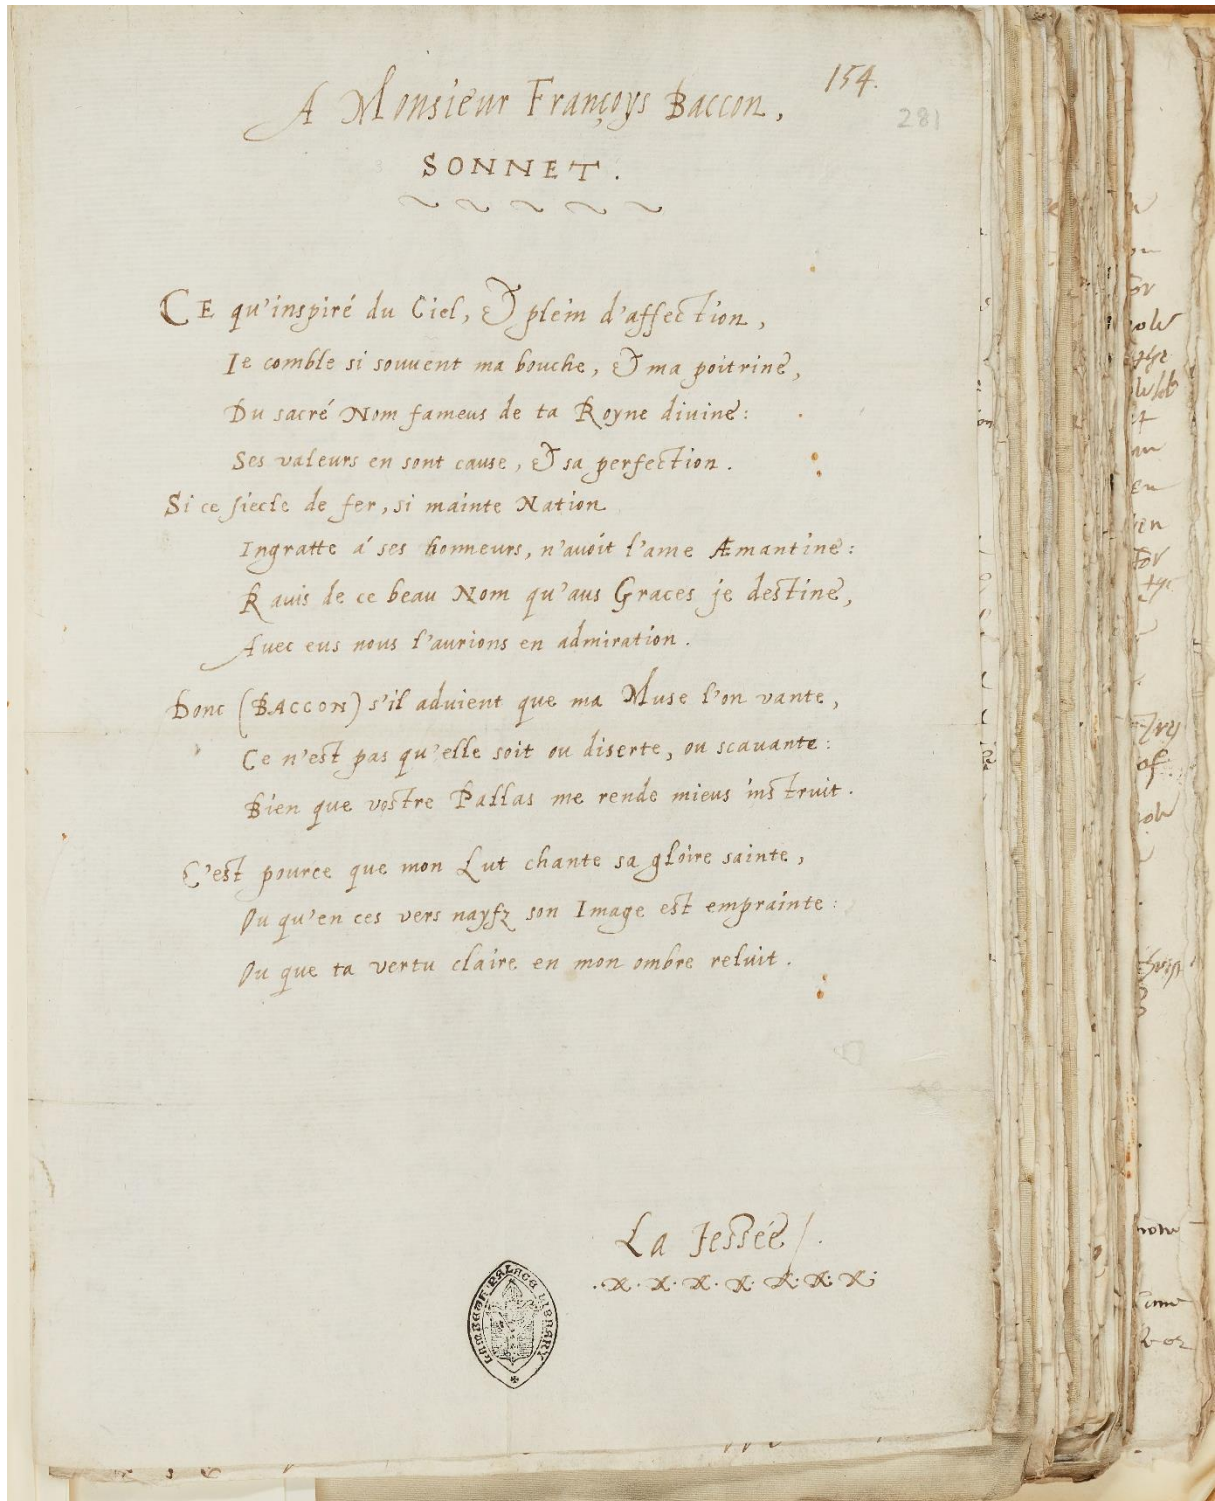 154.
281
A Monsieur Françoys Baccon,
SONNET.
CE qu'inspiré du Ciel, & plein d'affection,
Ie comble si souuent ma bouche, & ma poitrine,
Du sacré Nom fameus de ta Royne diuine:
Ses valeurs en sont cause, & sa perfection.
Si ce siecle de fer, si mainte Nation
Ingratte á ses honneurs, n'auoit l'ame Æmantine:
Rauis de ce beau Nom qu'aus Graces je destine,
Auec eus nous l'aurions en admiration.
Donc (BACCON) s'il aduient que ma Muse l'on vante,
Ce n'est pas qu'elle soit ou diserte, ou scauante:
Bien que vostre Pallas me rende mieus instruit.
C'est pource que mon Lut chante sa gloire sainte,
Ou qu'en ces vers nayfz son Image est emprainte:
Ou que ta vertu claire en mon ombre reluit.
La Jessée
LAMBETH PALACE LIBRARY